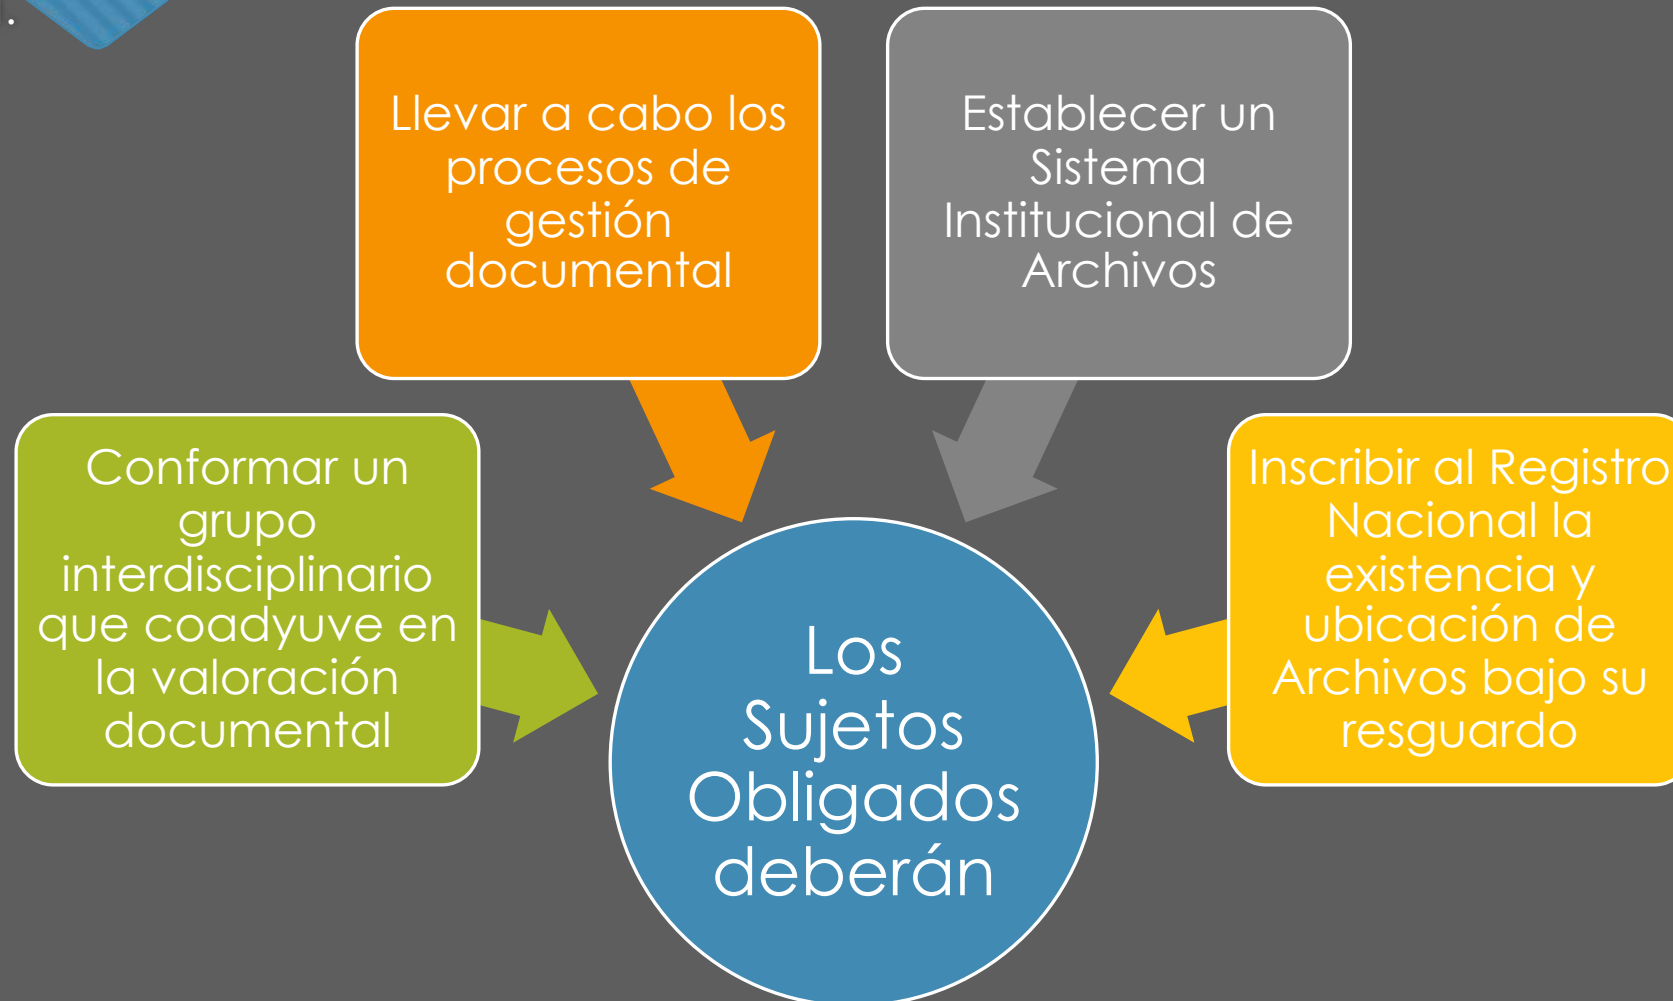 Llevar a cabo los
procesos de
gestión
documental
Establecer un
Sistema
Institucional de
Archivos
Conformar un
grupo
interdisciplinario
que coadyuve en
la valoración
documental
Inscribir al Registro
Nacional la
existencia y
ubicación de
Archivos bajo su
resguardo
Los
Sujetos
Obligados
deberán